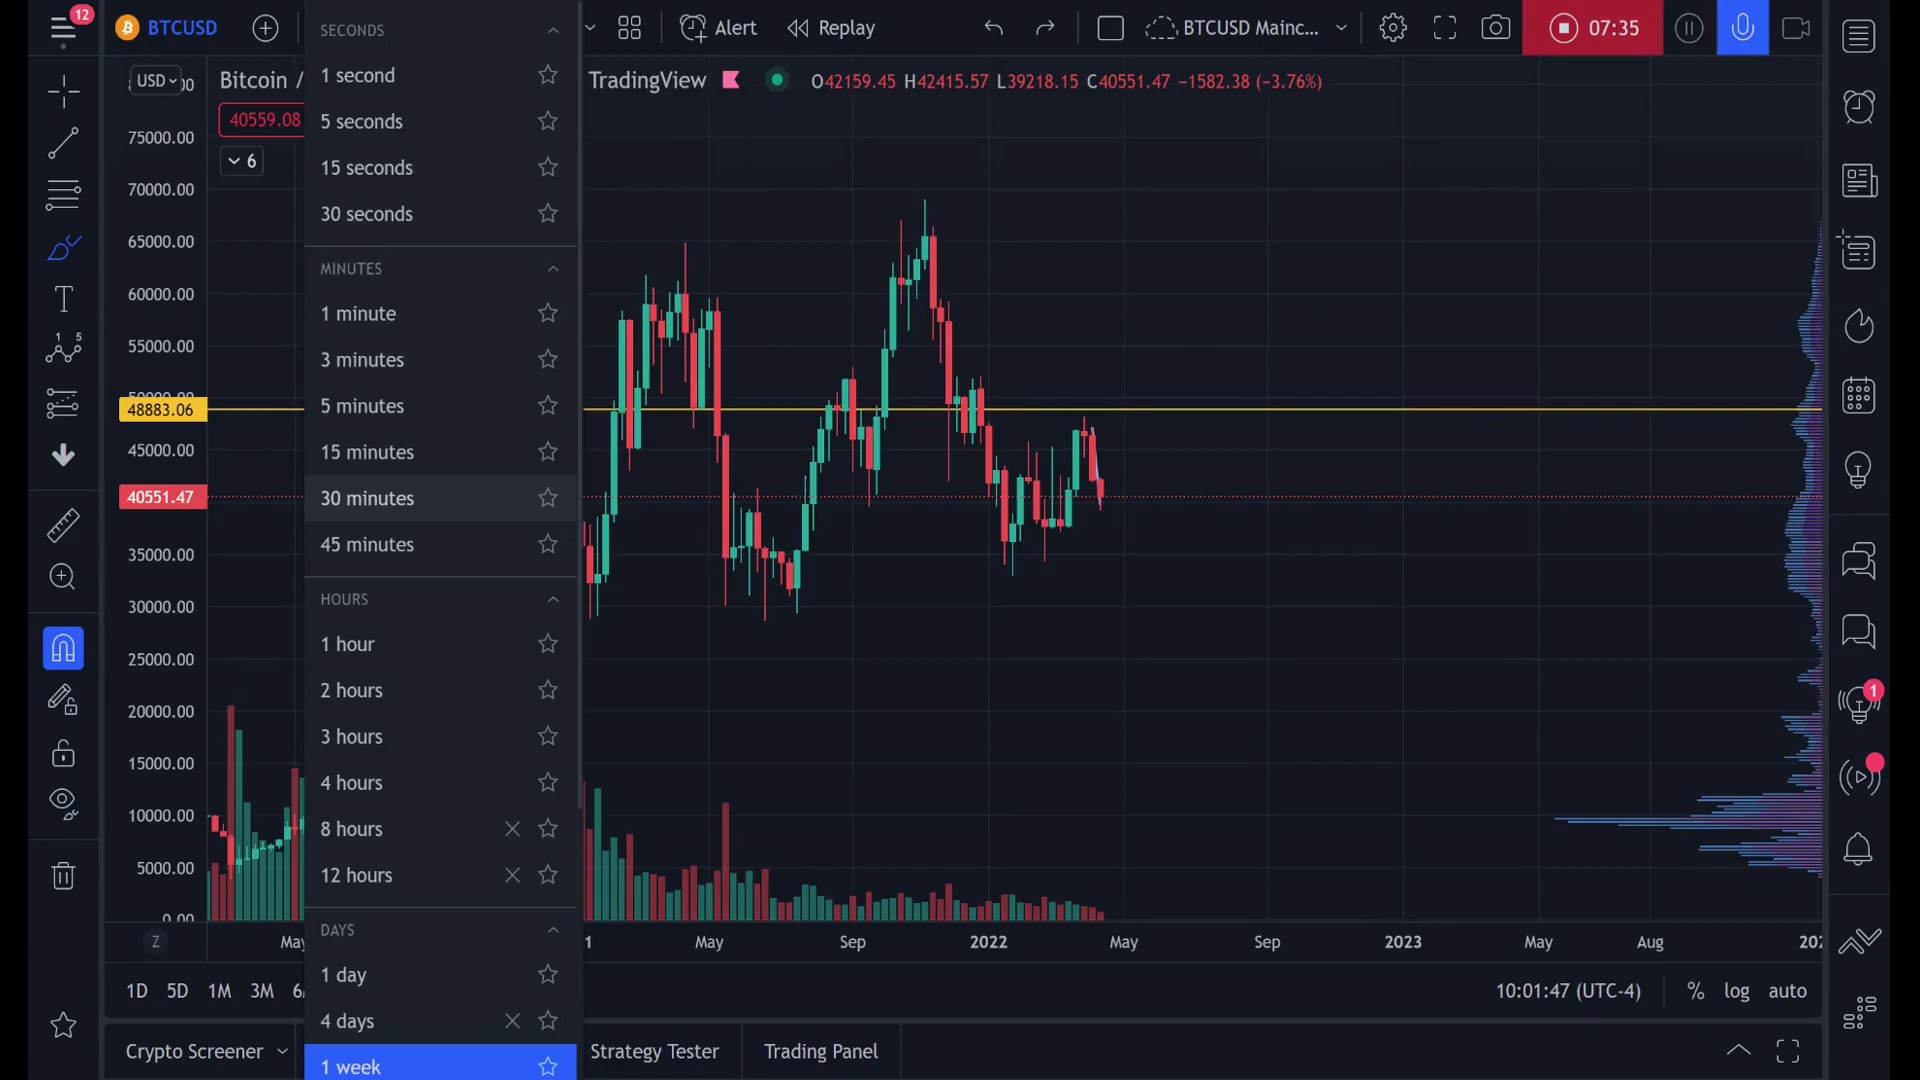 12
BTCUSD
Alert
Replay
BTCUSD Mainc...
07:35
USD
Bitcoin /
TradingView
O42159.45 H42415.57 L39218.15 C40551.47 −1582.38 (−3.76%)
40559.08
6
75000.00
70000.00
65000.00
60000.00
55000.00
48883.06
45000.00
40551.47
35000.00
30000.00
25000.00
20000.00
15000.00
10000.00
5000.00
0.00
SECONDS
1 second
5 seconds
15 seconds
30 seconds
MINUTES
1 minute
3 minutes
5 minutes
15 minutes
30 minutes
45 minutes
HOURS
1 hour
2 hours
3 hours
4 hours
8 hours
12 hours
DAYS
1 day
4 days
1 week
1
Z
May
1
May
Sep
2022
May
Sep
2023
May
Aug
202
1D 5D 1M 3M 6
10:01:47 (UTC-4)
%
log
auto
Crypto Screener
Strategy Tester
Trading Panel